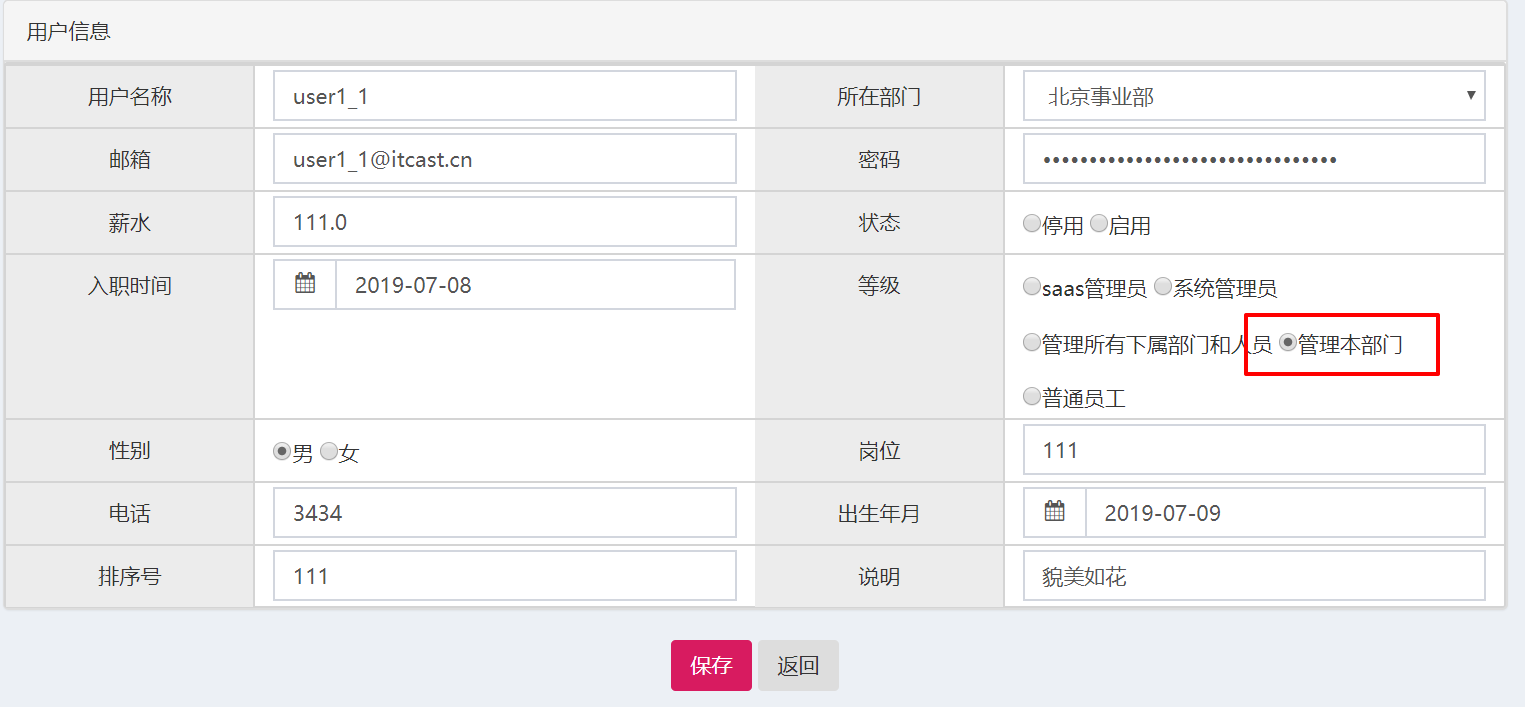 用户信息
用户名称 user1_1 所在部门 北京事业部
邮箱 user1_1@itcast.cn 密码 ••••••••••••••••••••••••••••••••
薪水 111.0 状态 停用 启用
入职时间 2019-07-08 等级 saas管理员 系统管理员
管理所有下属部门和人员 管理本部门
普通员工
性别 男 女 岗位 111
电话 3434 出生年月 2019-07-09
排序号 111 说明 貌美如花
保存 返回